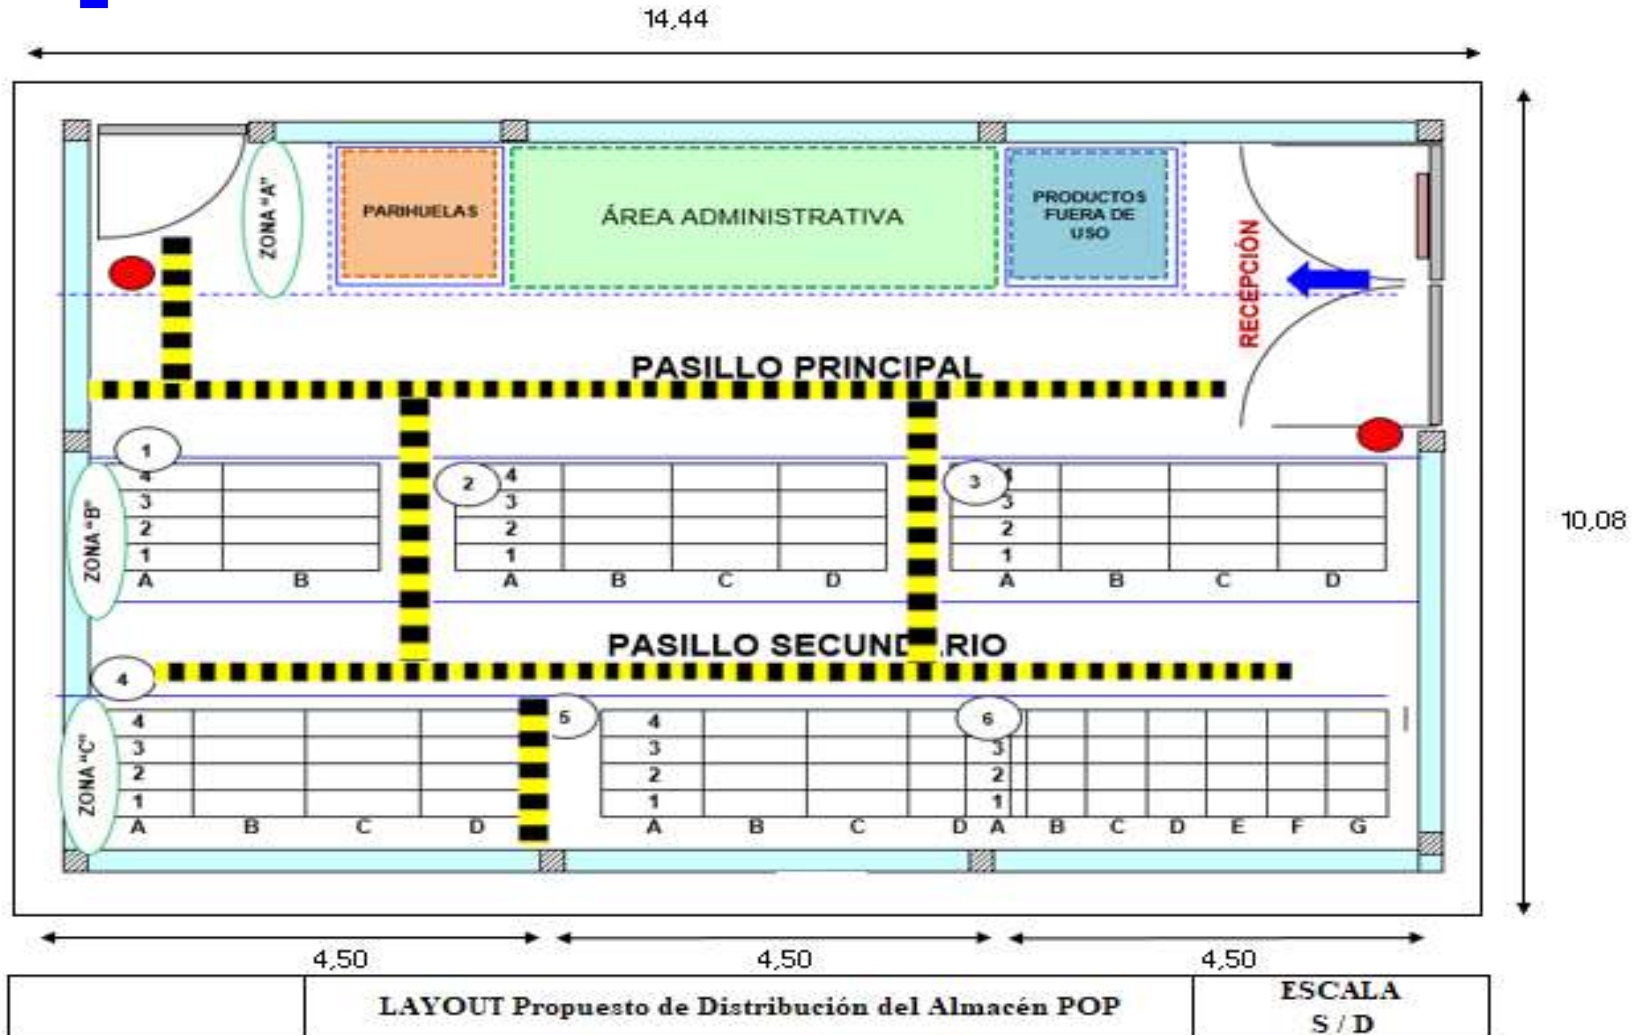 14,44
ZONA "A"
PARIHUELAS
ÁREA ADMINISTRATIVA
PRODUCTOS
FUERA DE
USO
RECEPCIÓN
PASILLO PRINCIPAL
10,08
ZONA "B"
1
4
3
2
1
A B
2
4
3
2
1
A B C D
3
4
3
2
1
A B C D
PASILLO SECUND RIO
ZONA "C"
4
4
3
2
1
A B C D
5
4
3
2
1
A B C D
6
3
2
1
A B C D E F G
4,50 4,50 4,50
LAYOUT Propuesto de Distribución del Almacén POP
ESCALA
S / D